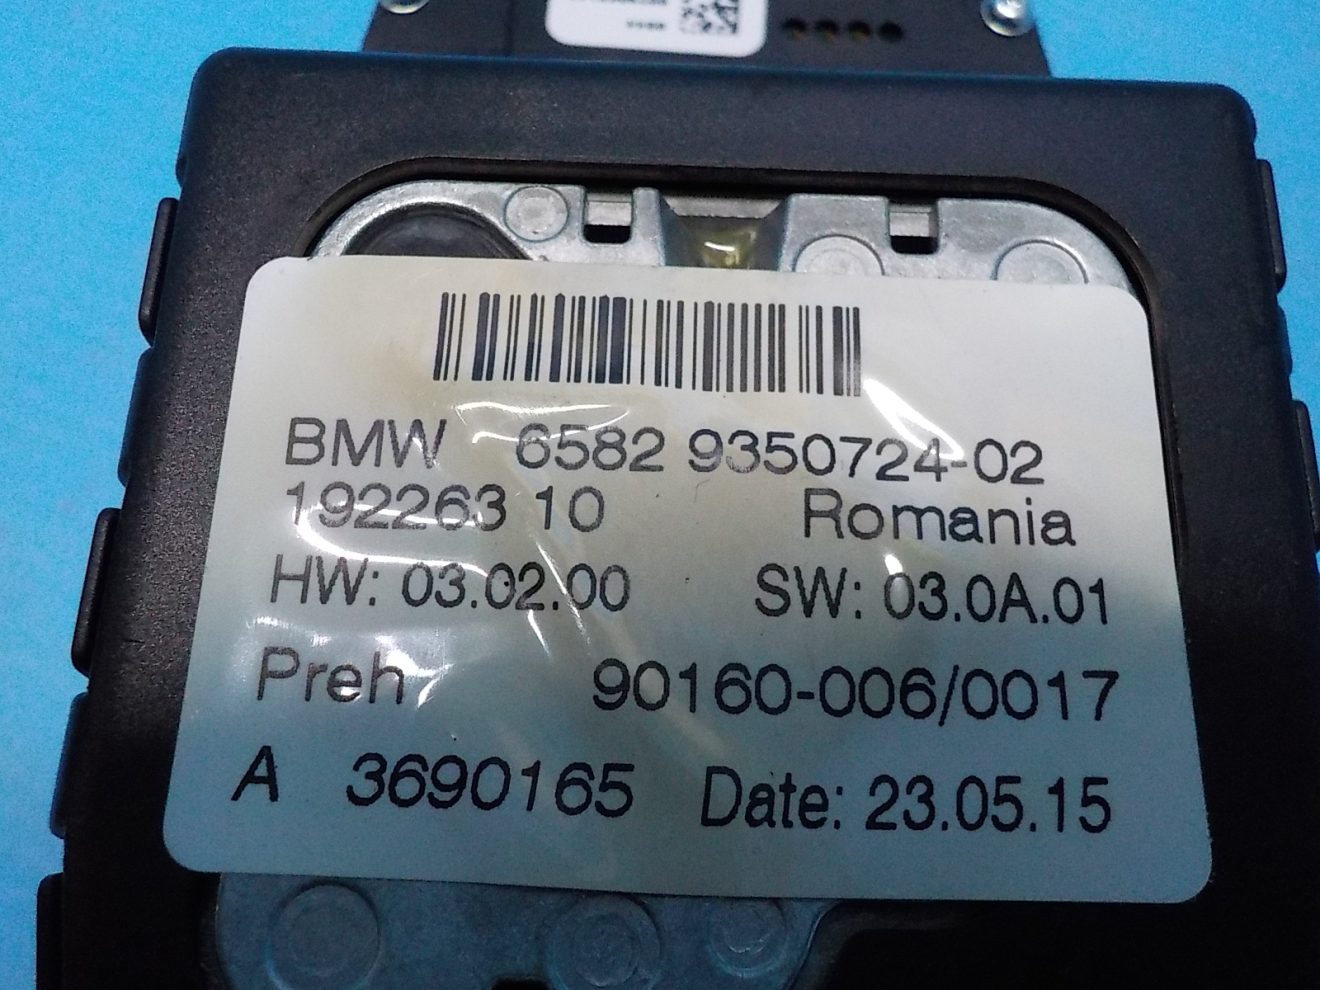 BMW 6582 9350724-02
192263 10 Romania
HW: 03.02.00 SW: 03.0A.01
Preh 90160-006/0017
A 3690165 Date: 23.05.15